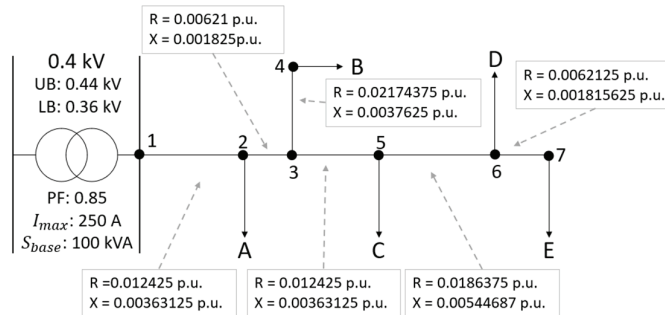 R = 0.00621 p.u.
X = 0.001825p.u.
0.4 kV
UB: 0.44 kV
LB: 0.36 kV
4
B
R = 0.02174375 p.u.
X = 0.0037625 p.u.
D
R = 0.0062125 p.u.
X = 0.001815625 p.u.
1
2
3
5
6
7
PF: 0.85
I_max: 250 A
S_base: 100 kVA
A
C
E
R =0.012425 p.u.
X = 0.00363125 p.u.
R = 0.012425 p.u.
X = 0.00363125 p.u.
R = 0.0186375 p.u.
X = 0.00544687 p.u.